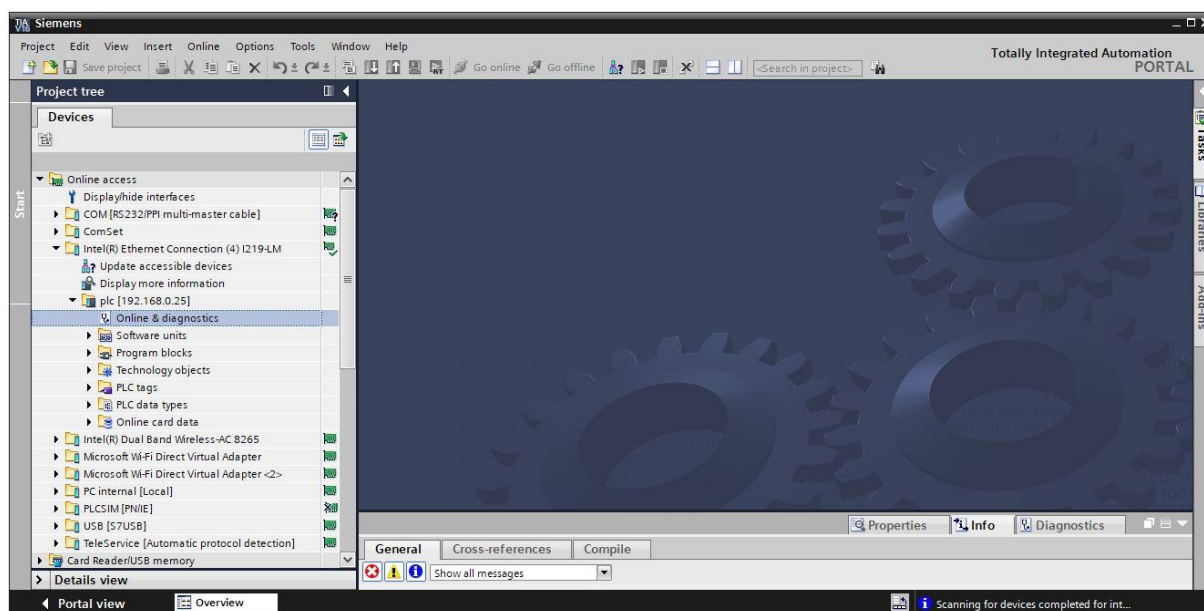 TIA V16 Siemens
Project Edit View Insert Online Options Tools Window Help
Totally Integrated Automation
PORTAL
Save project
Go online
Go offline
<Search in project>
Project tree
Devices
Start
Online access
Display/hide interfaces
COM [RS232/PPI multi-master cable]
ComSet
Intel(R) Ethernet Connection (4) I219-LM
Update accessible devices
Display more information
plc [192.168.0.25]
Online & diagnostics
Software units
Program blocks
Technology objects
PLC tags
PLC data types
Online card data
Intel(R) Dual Band Wireless-AC 8265
Microsoft Wi-Fi Direct Virtual Adapter
Microsoft Wi-Fi Direct Virtual Adapter <2>
PC internal [Local]
PLCSIM [PN/IE]
USB [S7USB]
TeleService [Automatic protocol detection]
Card Reader/USB memory
Details view
Tasks
Libraries
Add-ins
Properties
Info
Diagnostics
General
Cross-references
Compile
Show all messages
Portal view
Overview
Scanning for devices completed for int...